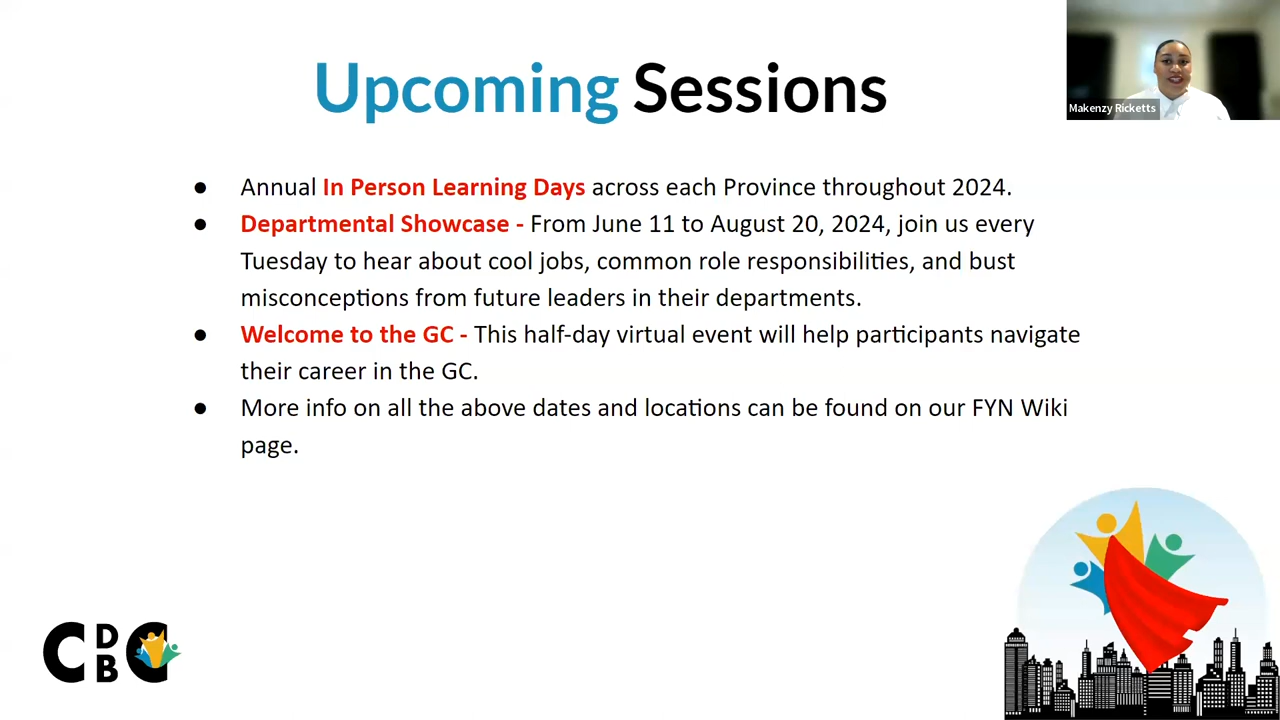 Upcoming Sessions
Makenzy Ricketts
● Annual In Person Learning Days across each Province throughout 2024.
● Departmental Showcase - From June 11 to August 20, 2024, join us every
Tuesday to hear about cool jobs, common role responsibilities, and bust
misconceptions from future leaders in their departments.
● Welcome to the GC - This half-day virtual event will help participants navigate
their career in the GC.
● More info on all the above dates and locations can be found on our FYN Wiki
page.
CDBC